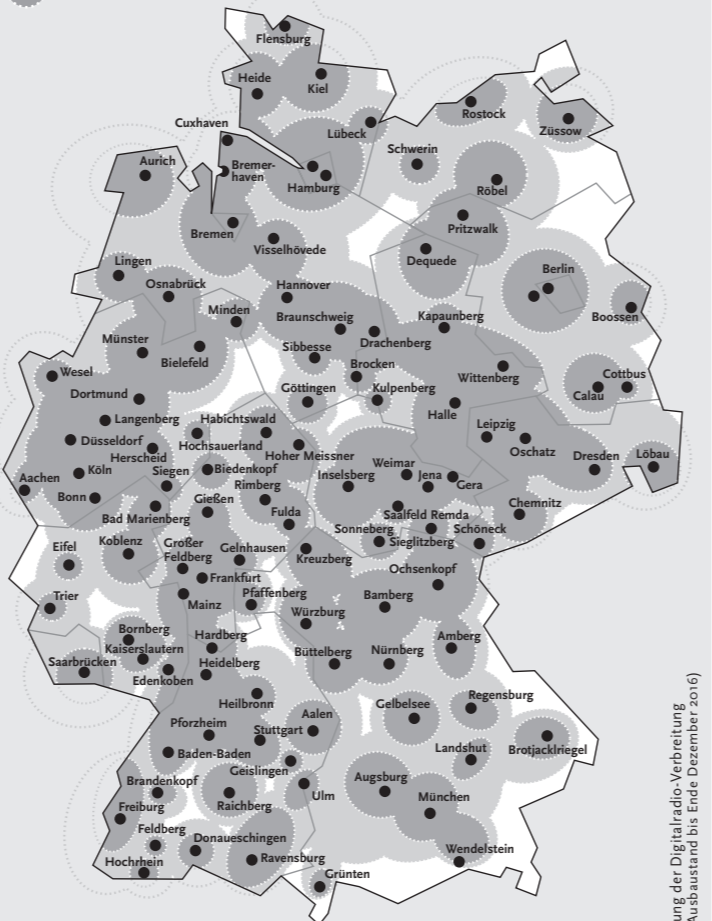 Flensburg
Heide
Kiel
Cuxhaven
Lübeck
Rostock
Züssow
Schwerin
Aurich
Bremer-
haven
Hamburg
Röbel
Pritzwalk
Bremen
Visselhövede
Dequede
Lingen
Osnabrück
Hannover
Berlin
Minden
Braunschweig
Kapaunberg
Boossen
Münster
Bielefeld
Sibbesse
Drachenberg
Brocken
Wesel
Wittenberg
Cottbus
Calau
Göttingen
Kulpenberg
Dortmund
Halle
Langenberg
Habichtswald
Leipzig
Düsseldorf
Hochsauerland
Oschatz
Herscheid
Hoher Meissner
Dresden
Löbau
Aachen
Köln
Siegen
Biedenkopf
Inselsberg
Weimar
Jena
Gera
Rimberg
Bonn
Gießen
Chemnitz
Bad Marienberg
Fulda
Saalfeld Remda
Sonneberg
Sieglitzberg
Schöneck
Eifel
Koblenz
Großer
Feldberg
Gelnhausen
Kreuzberg
Ochsenkopf
Frankfurt
Trier
Mainz
Pfaffenberg
Bamberg
Würzburg
Bornberg
Hardberg
Amberg
Kaiserslautern
Saarbrücken
Heidelberg
Büttelberg
Nürnberg
Edenkoben
Heilbronn
Gelbelsee
Regensburg
Aalen
Pforzheim
Stuttgart
Landshut
Brotjacklriegel
Baden-Baden
Geislingen
Brandenkopf
Augsburg
München
Ulm
Freiburg
Raichberg
Feldberg
Donaueschingen
Wendelstein
Hochrhein
Ravensburg
Grünten
ung der Digitalradio-Verbreitung
Ausbaustand bis Ende Dezember 2016)